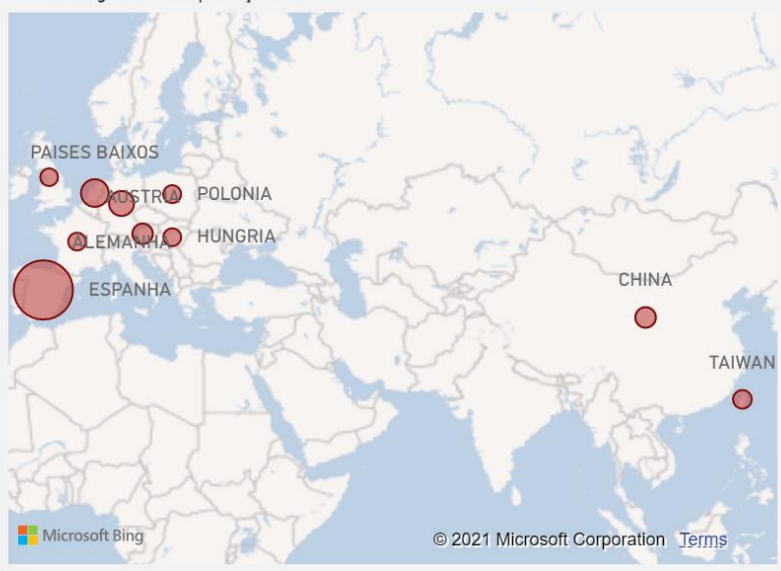 PAISES BAIXOS
AUSTRIA
POLONIA
ALEMANHA
HUNGRIA
ESPANHA
CHINA
TAIWAN
Microsoft Bing
© 2021 Microsoft Corporation Terms